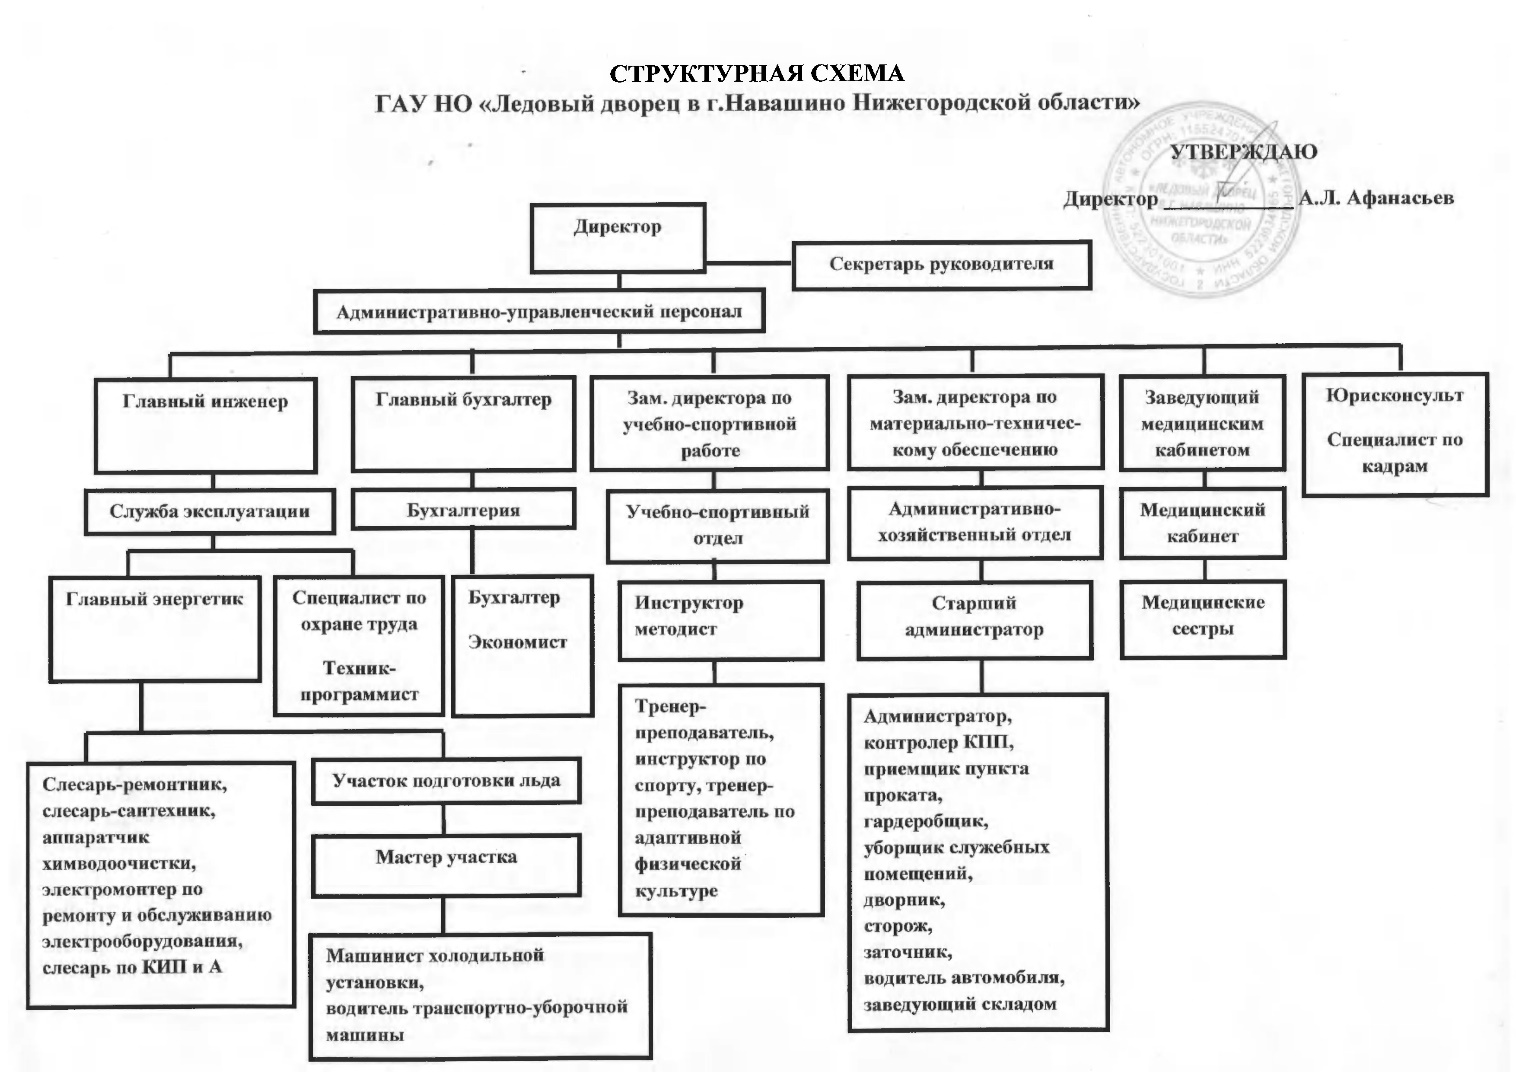 СТРУКТУРНАЯ СХЕМА
ГАУ НО «Ледовый дворец в г.Навашино Нижегородской области»
УТВЕРЖДАЮ
Директор ____________ А.Л. Афанасьев
«ЛЕДОВЫЙ ДВОРЕЦ
В Г. НАВАШИНО
НИЖЕГОРОДСКОЙ
ОБЛАСТИ»
Директор
Секретарь руководителя
Административно-управленческий персонал
Главный инженер
Главный бухгалтер
Зам. директора по
учебно-спортивной
работе
Зам. директора по
материально-техничес-
кому обеспечению
Заведующий
медицинским
кабинетом
Юрисконсульт
Специалист по
кадрам
Служба эксплуатации
Бухгалтерия
Учебно-спортивный
отдел
Административно-
хозяйственный отдел
Медицинский
кабинет
Главный энергетик
Специалист по
охране труда
Техник-
программист
Бухгалтер
Экономист
Инструктор
методист
Старший
администратор
Медицинские
сестры
Слесарь-ремонтник,
слесарь-сантехник,
аппаратчик
химводоочистки,
электромонтер по
ремонту и обслуживанию
электрооборудования,
слесарь по КИП и А
Участок подготовки льда
Мастер участка
Машинист холодильной
установки,
водитель транспортно-уборочной
машины
Тренер-
преподаватель,
инструктор по
спорту, тренер-
преподаватель по
адаптивной
физической
культуре
Администратор,
контролер КПП,
приемщик пункта
проката,
гардеробщик,
уборщик служебных
помещений,
дворник,
сторож,
заточник,
водитель автомобиля,
заведующий складом